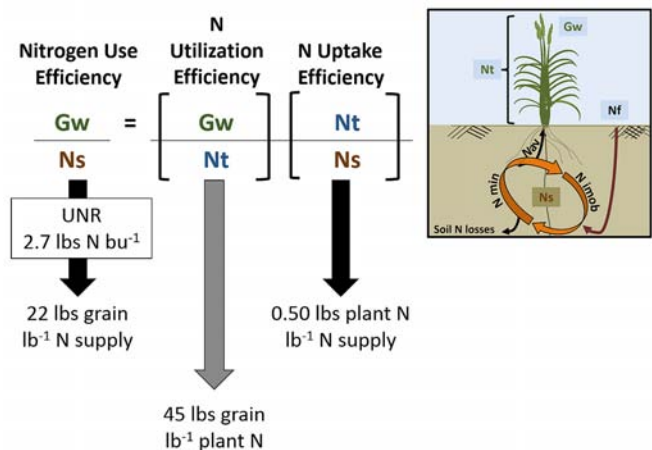 Nitrogen Use
Efficiency
N
Utilization
Efficiency
N Uptake
Efficiency
Gw
Ns
=
Gw
Nt
Nt
Ns
UNR
2.7 lbs N bu⁻¹
22 lbs grain
lb⁻¹ N supply
45 lbs grain
lb⁻¹ plant N
0.50 lbs plant N
lb⁻¹ N supply
Gw
Nt
Nf
Nav
N min
N imob
Ns
Soil N losses